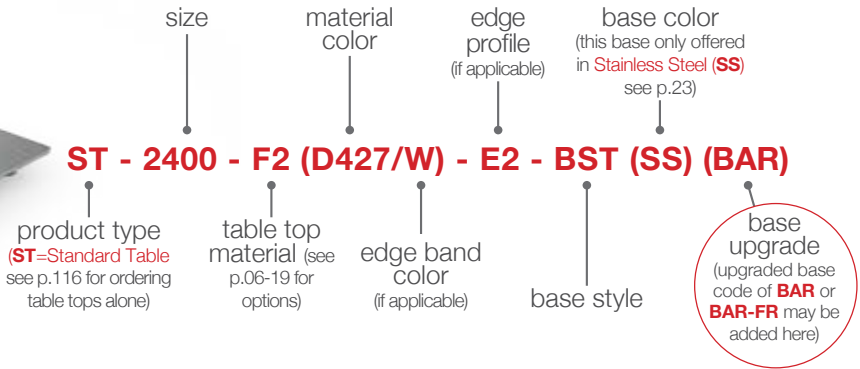 size
material
color
edge
profile
(if applicable)
base color
(this base only offered
in Stainless Steel (SS)
see p.23)
ST - 2400 - F2 (D427/W) - E2 - BST (SS) (BAR)
product type
(ST=Standard Table
see p.116 for ordering
table tops alone)
table top
material (see
p.06-19 for
options)
edge band
color
(if applicable)
base style
base
upgrade
(upgraded base
code of BAR or
BAR-FR may be
added here)